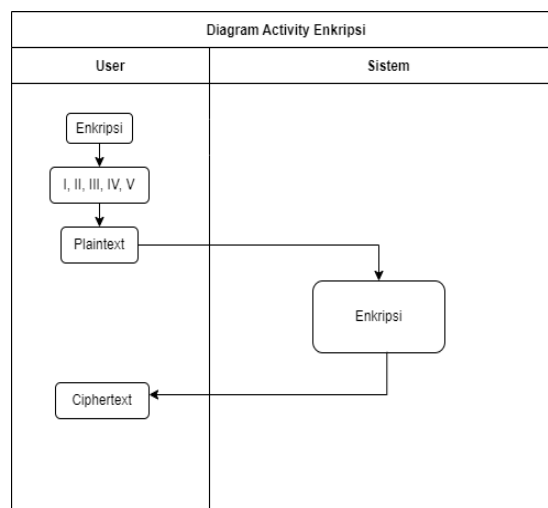 Diagram Activity Enkripsi
User
Sistem
Enkripsi
I, II, III, IV, V
Plaintext
Enkripsi
Ciphertext